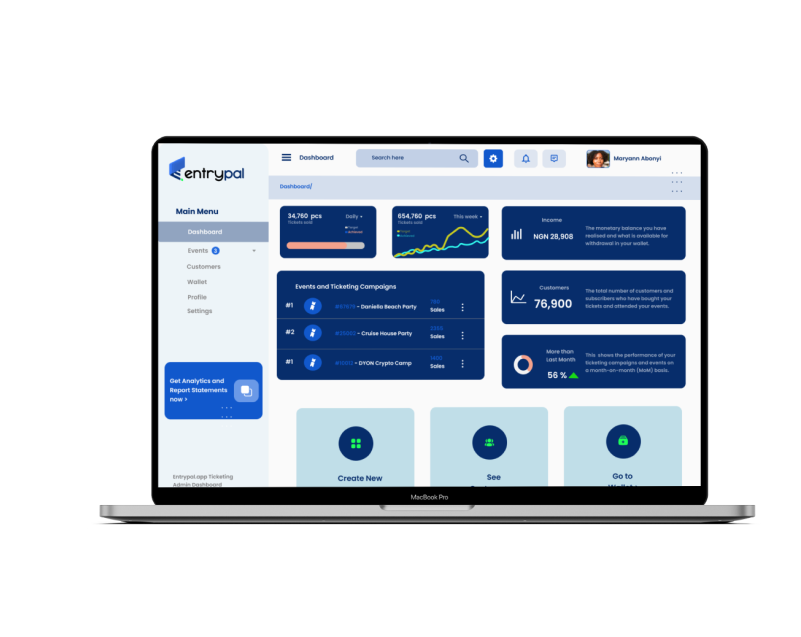 entrypal
Dashboard
Search here
Maryann Abonyi
Dashboard/
Main Menu
Dashboard
Events 3
Customers
Wallet
Profile
Settings
Get Analytics and
Report Statements
now >
Entrypal.app Ticketing
Admin Dashboard
34,760 pcs
Daily
Tickets sold
654,760 pcs
This week
Tickets sold
Income
NGN 28,908
The monetary balance you have
realised and what is available for
withdrawal in your wallet.
Events and Ticketing Campaigns
#1
- Daniella Beach Party
Sales
#2
- Cruise House Party
Sales
#1
- DYON Crypto Camp
Sales
Customers
76,900
The total number of customers and
subscribers who have bought your
tickets and attended your events.
More than
Last Month
56 %
This shows the performance of your
ticketing campaigns and events on
a month-on-month (MoM) basis.
Create New
See
Go to
MacBook Pro